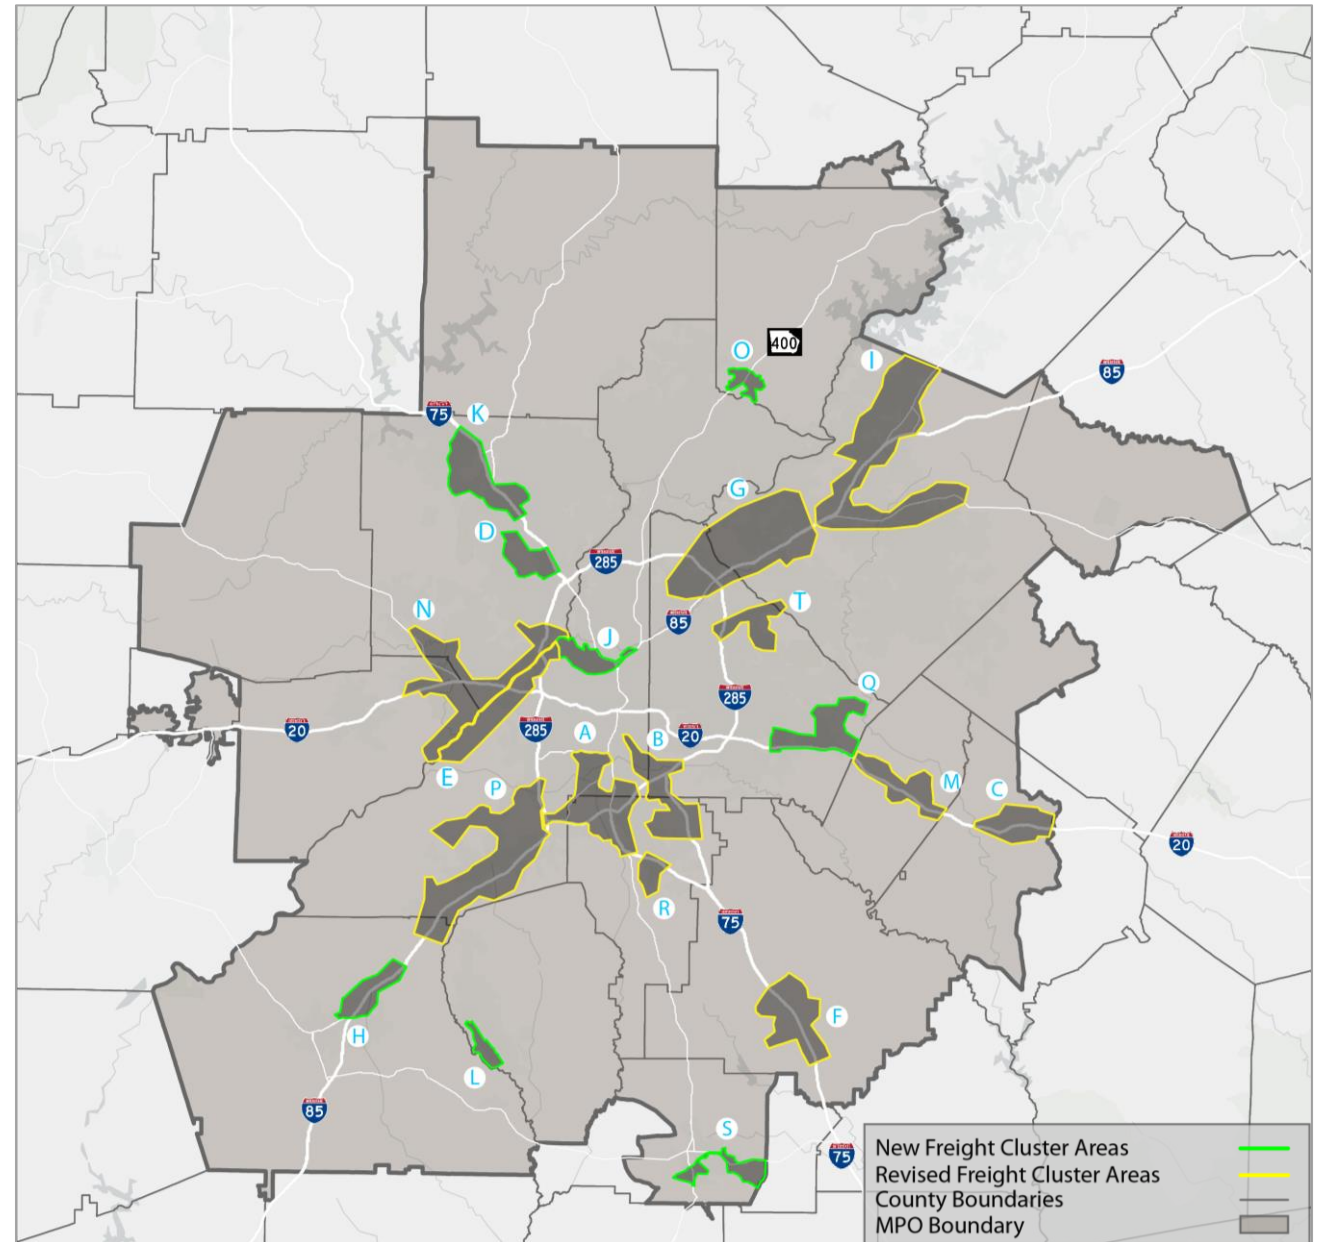 O
400
I
85
75
K
G
D
285
N
T
85
J
Q
285
20
285
A
B
20
E
P
M
C
20
R
75
F
H
L
85
S
75
New Freight Cluster Areas
Revised Freight Cluster Areas
County Boundaries
MPO Boundary